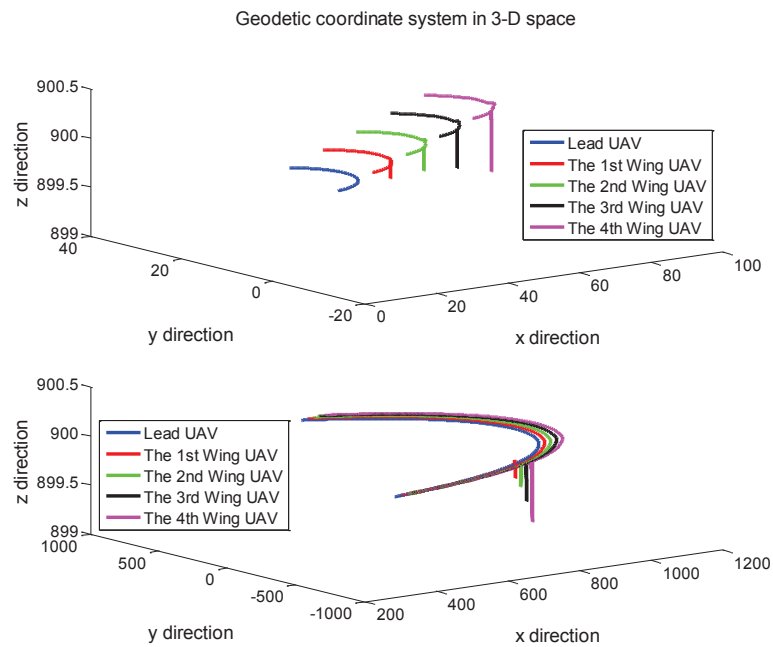 Geodetic coordinate system in 3-D space
900.5
900
899.5
899
z direction
40
20
0
-20
y direction
0
20
40
60
80
100
x direction
Lead UAV
The 1st Wing UAV
The 2nd Wing UAV
The 3rd Wing UAV
The 4th Wing UAV
900.5
900
899.5
899
z direction
Lead UAV
The 1st Wing UAV
The 2nd Wing UAV
The 3rd Wing UAV
The 4th Wing UAV
1000
500
0
-500
-1000
y direction
200
400
600
800
1000
1200
x direction